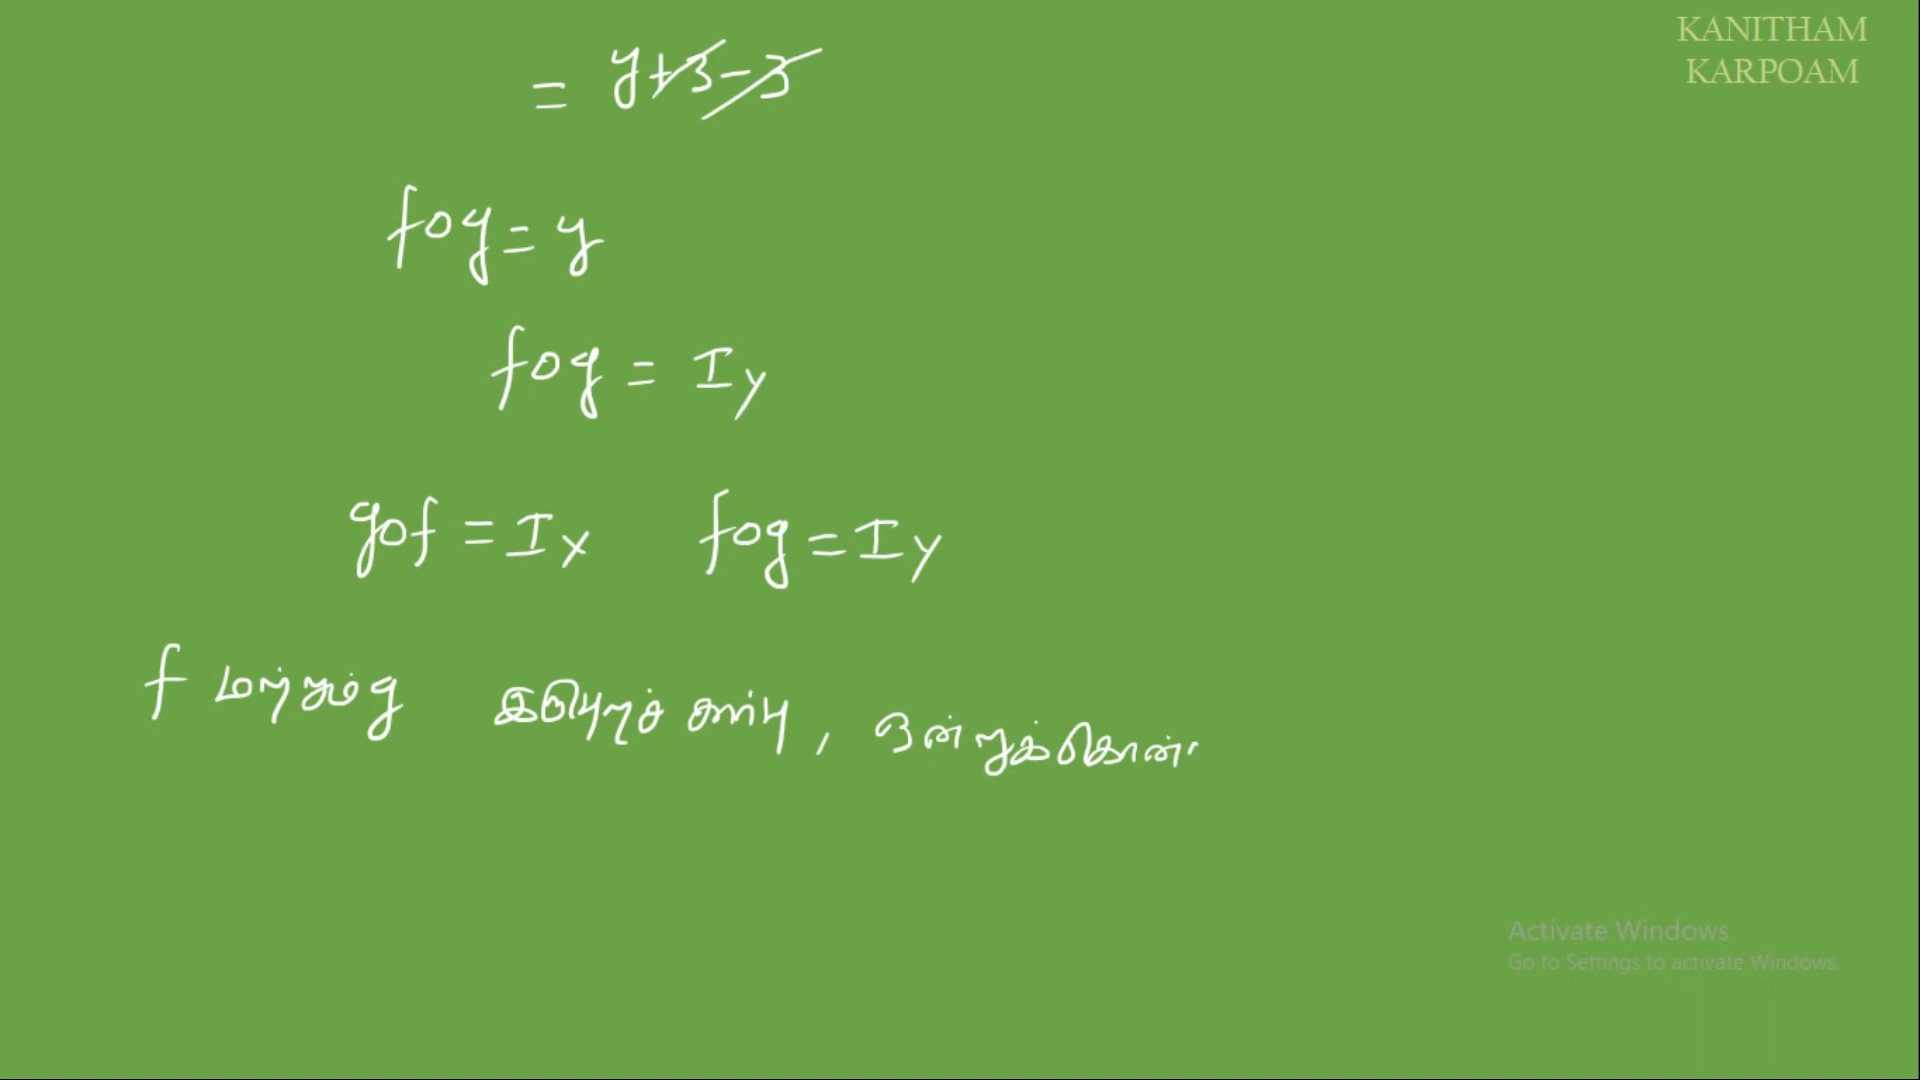 KANITHAM
KARPOAM
= y+3-3
fog = y
fog = Iy
gof = Ix fog = Iy
f மற்றும் g இருபுறச் சார்பு , ஒன்றுக்கொன்
Activate Windows
Go to Settings to activate Windows.